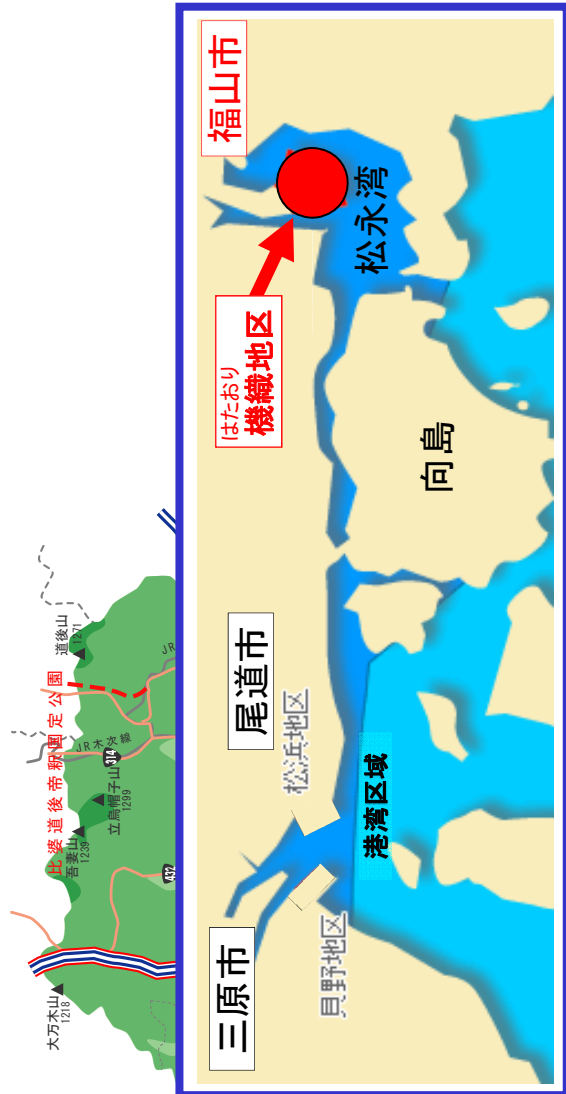 比婆道後帝釈国定公園
道後山
1271
JR
JR木次線
314
吾妻山
1239
立烏帽子山
1299
432
大万木山
1218
福山市
はたおり
機織地区
松永湾
向島
尾道市
松浜地区
港湾区域
三原市
貝野地区